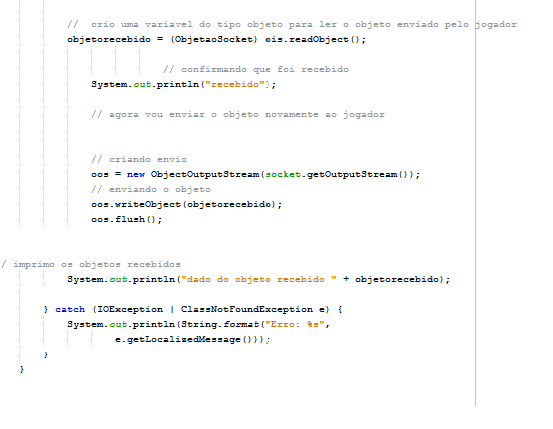 //  crio uma variavel do tipo objeto para ler o objeto enviado pelo jogador
objetorecebido = (ObjetaoSocket) ois.readObject();
// confirmando que foi recebido
System.out.println("recebido");
// agora vou enviar o objeto novamente ao jogador
// criando envio
oos = new ObjectOutputStream(socket.getOutputStream());
// enviando o objeto
oos.writeObject(objetorecebido);
oos.flush();
/ imprimo os objetos recebidos
System.out.println("dado do objeto recebido " + objetorecebido);
} catch (IOException | ClassNotFoundException e) {
System.out.println(String.format("Erro: %s",
e.getLocalizedMessage()));
}
}